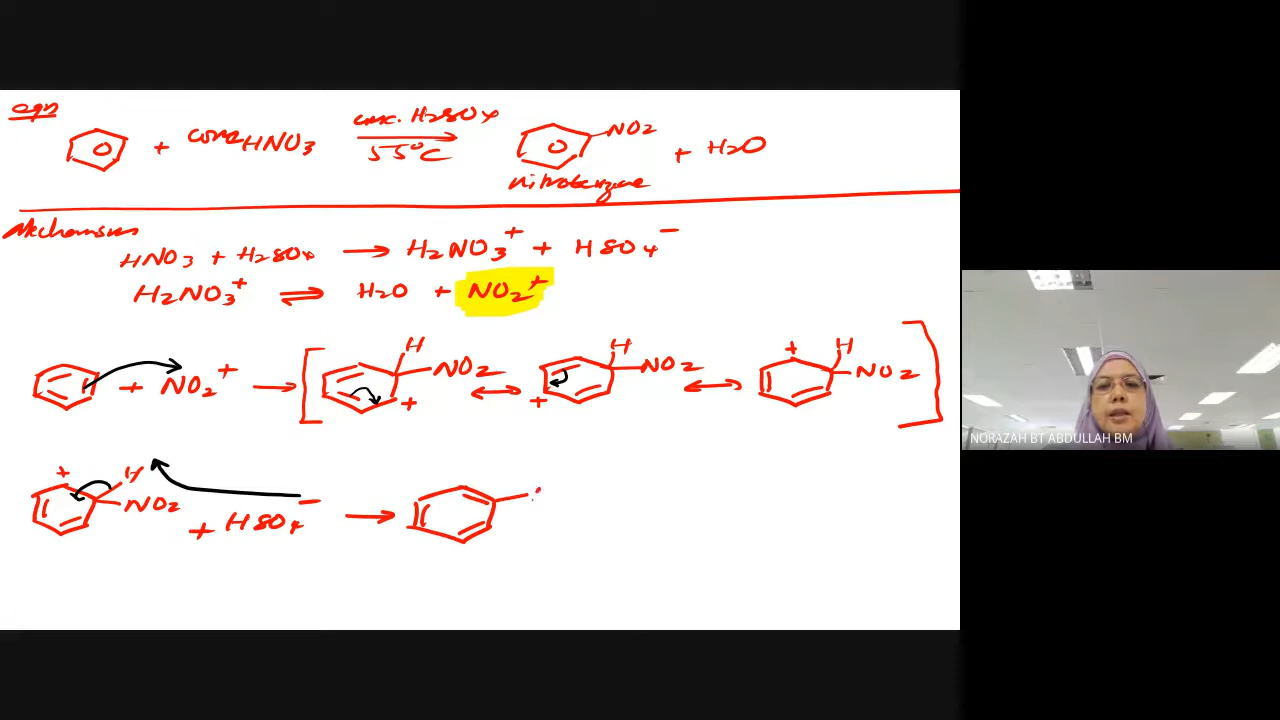 eqn
+ conc HNO3 conc. H2SO4 55°C NO2 + H2O
nitrobenzene
Mechanism
HNO3 + H2SO4 → H2NO3+ + HSO4−
H2NO3+ ⇌ H2O + NO2+
+ NO2+ → [ H NO2 + ↔ H NO2 + ↔ + H NO2 ]
+ H NO2 + HSO4− →
NORAZAH BT ABDULLAH BM